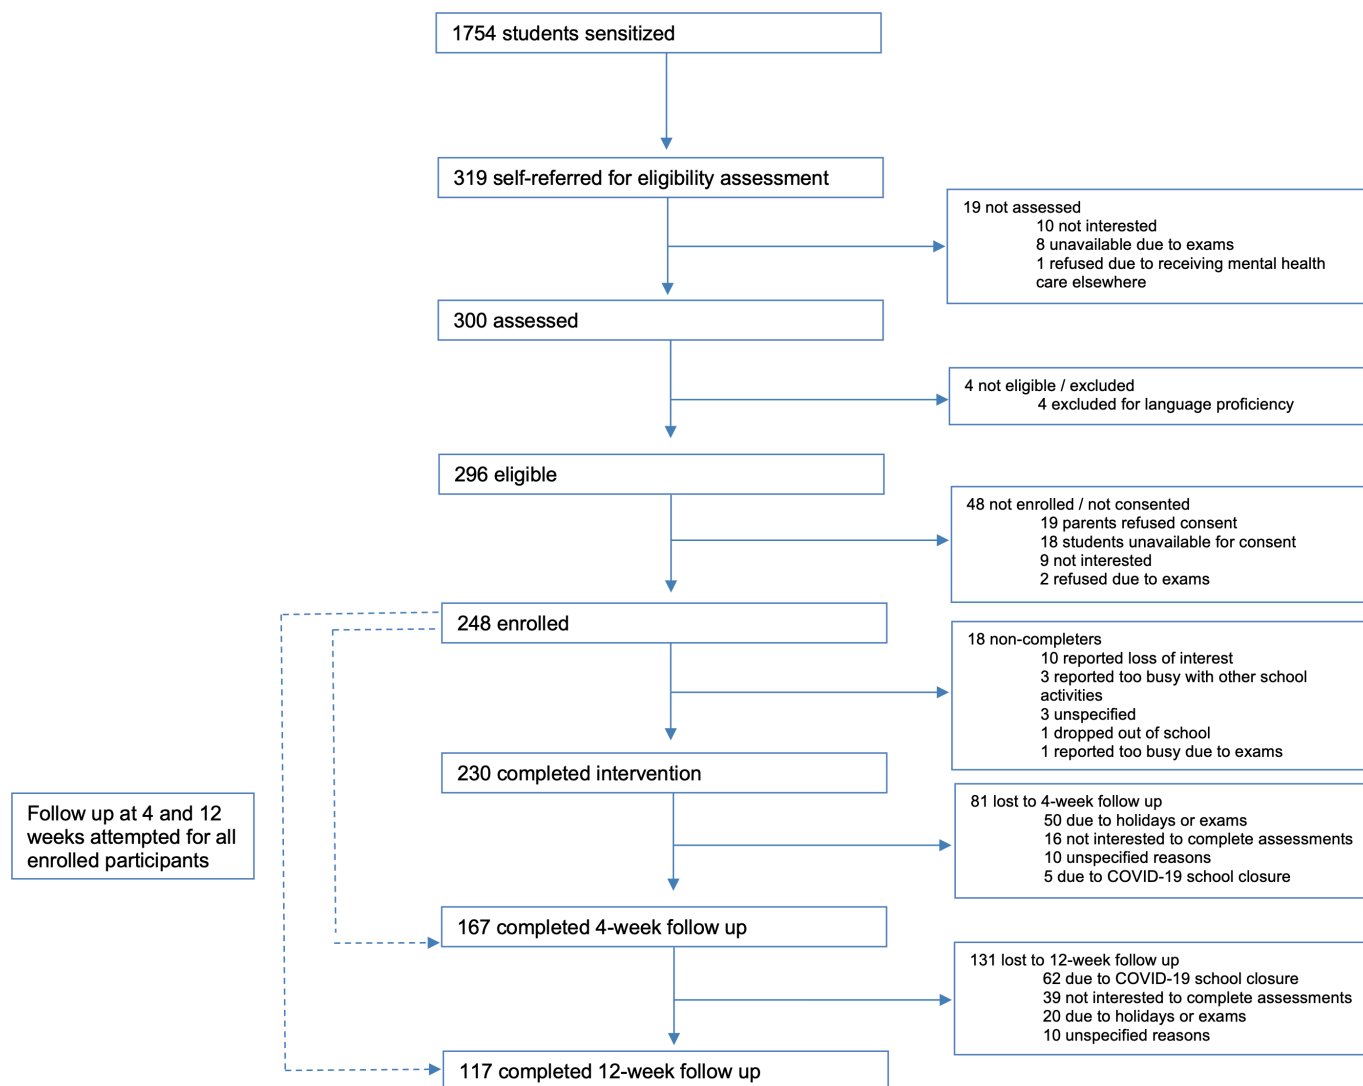 1754 students sensitized
319 self-referred for eligibility assessment
19 not assessed
10 not interested
8 unavailable due to exams
1 refused due to receiving mental health
care elsewhere
300 assessed
4 not eligible / excluded
4 excluded for language proficiency
296 eligible
48 not enrolled / not consented
19 parents refused consent
18 students unavailable for consent
9 not interested
2 refused due to exams
248 enrolled
18 non-completers
10 reported loss of interest
3 reported too busy with other school
activities
3 unspecified
1 dropped out of school
1 reported too busy due to exams
230 completed intervention
Follow up at 4 and 12
weeks attempted for all
enrolled participants
81 lost to 4-week follow up
50 due to holidays or exams
16 not interested to complete assessments
10 unspecified reasons
5 due to COVID-19 school closure
167 completed 4-week follow up
131 lost to 12-week follow up
62 due to COVID-19 school closure
39 not interested to complete assessments
20 due to holidays or exams
10 unspecified reasons
117 completed 12-week follow up